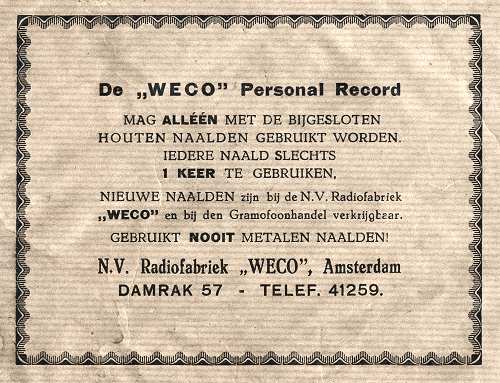 De „WECO” Personal Record
MAG ALLÉÉN MET DE BIJGESLOTEN
HOUTEN NAALDEN GEBRUIKT WORDEN.
IEDERE NAALD SLECHTS
1 KEER TE GEBRUIKEN,
NIEUWE NAALDEN zijn bij de N.V. Radiofabriek
„WECO” en bij den Gramofoonhandel verkrijgbaar.
GEBRUIKT NOOIT METALEN NAALDEN!
N.V. Radiofabriek „WECO”, Amsterdam
DAMRAK 57 - TELEF. 41259.